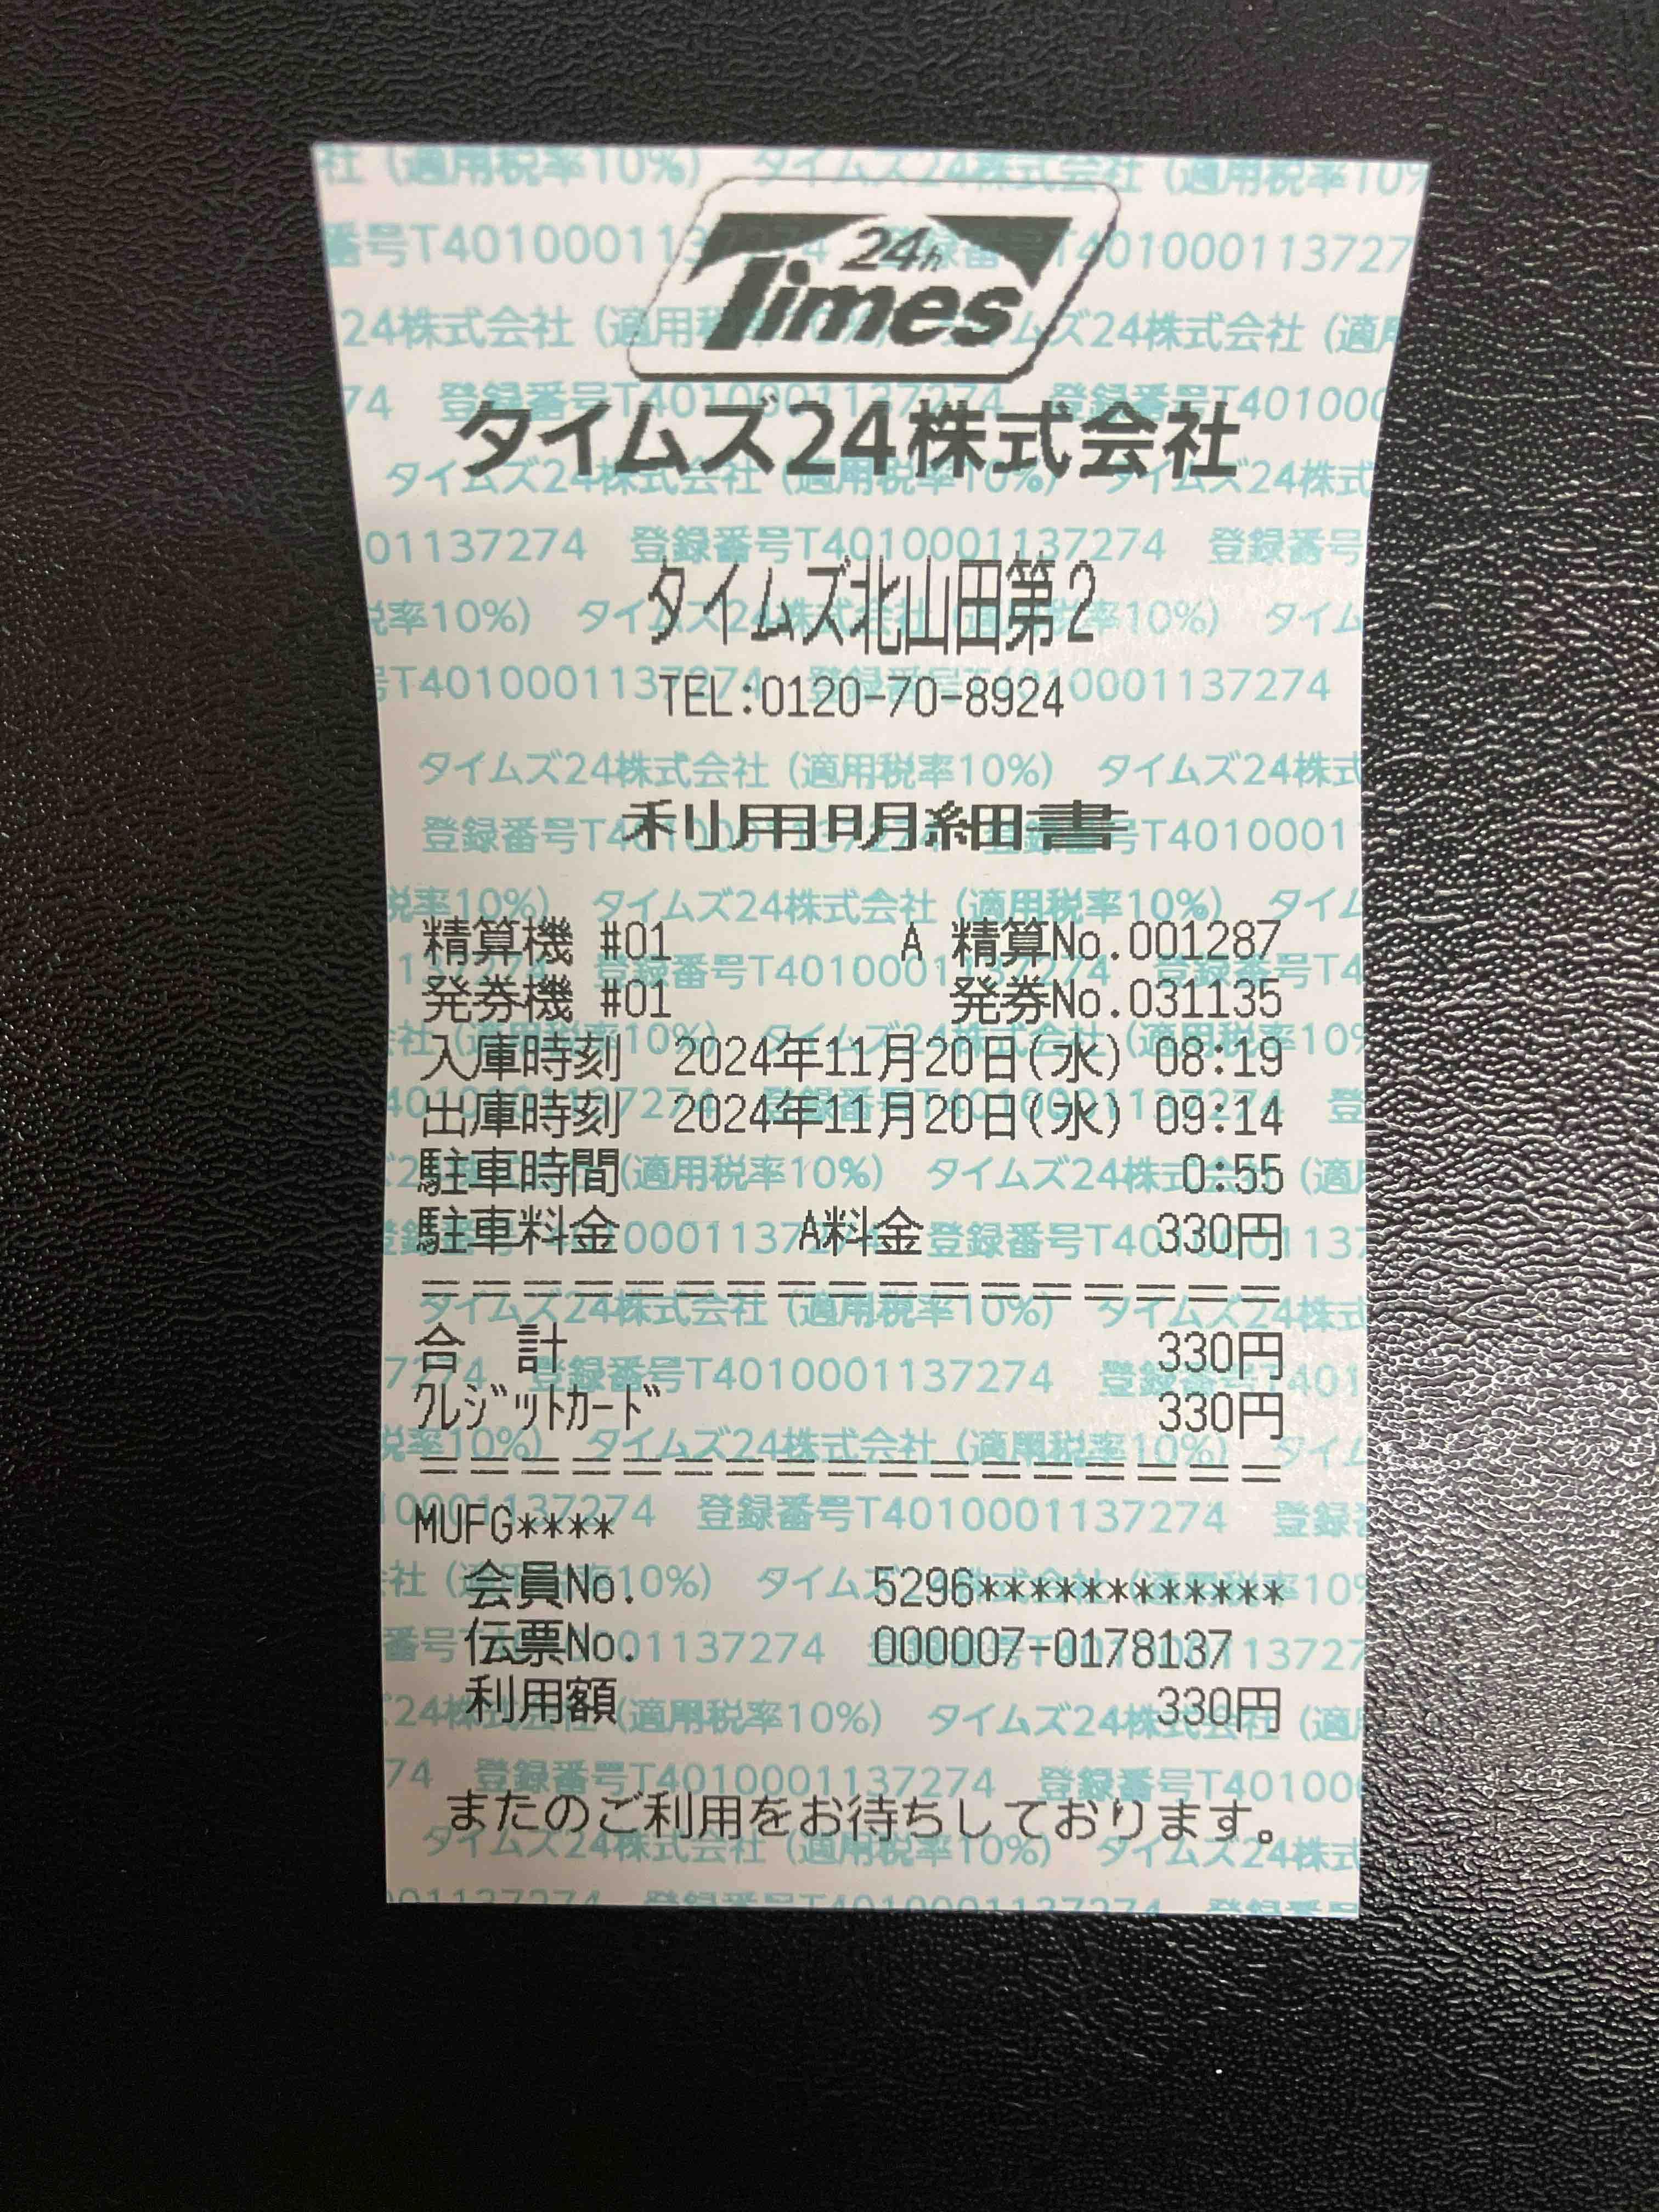 24h
Times
タイムズ24株式会社
タイムズ北山田第2
TEL:0120-70-8924
利用明細書
精算機 #01 A 精算No.001287
発券機 #01 発券No.031135
入庫時刻 2024年11月20日(水) 08:19
出庫時刻 2024年11月20日(水) 09:14
駐車時間 0:55
駐車料金 A料金 330円
合 計 330円
ｸﾚｼﾞｯﾄｶｰﾄﾞ 330円
MUFG****
会員No. 5296************
伝票No. 000007-0178137
利用額 330円
またのご利用をお待ちしております。
タイムズ24株式会社 (適用税率10%)
登録番号T4010001137274